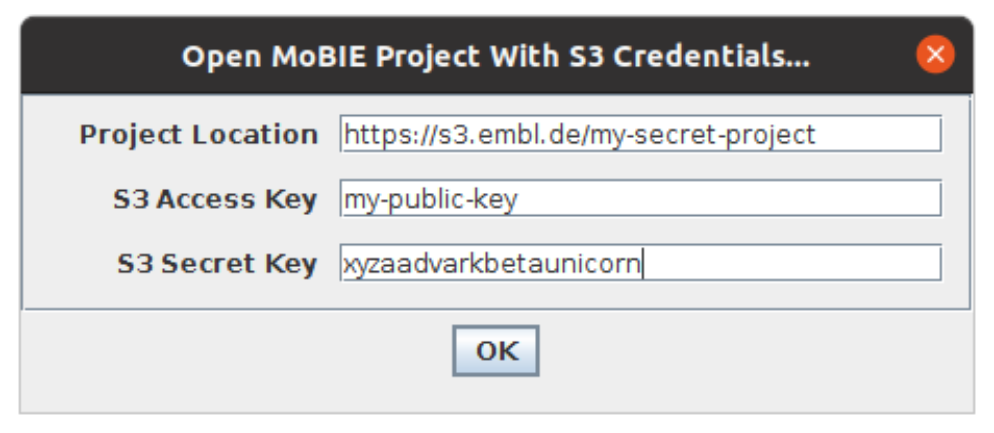 Open MoBIE Project With S3 Credentials...
Project Location https://s3.embl.de/my-secret-project
S3 Access Key my-public-key
S3 Secret Key xyzaadvarkbetaunicorn
OK